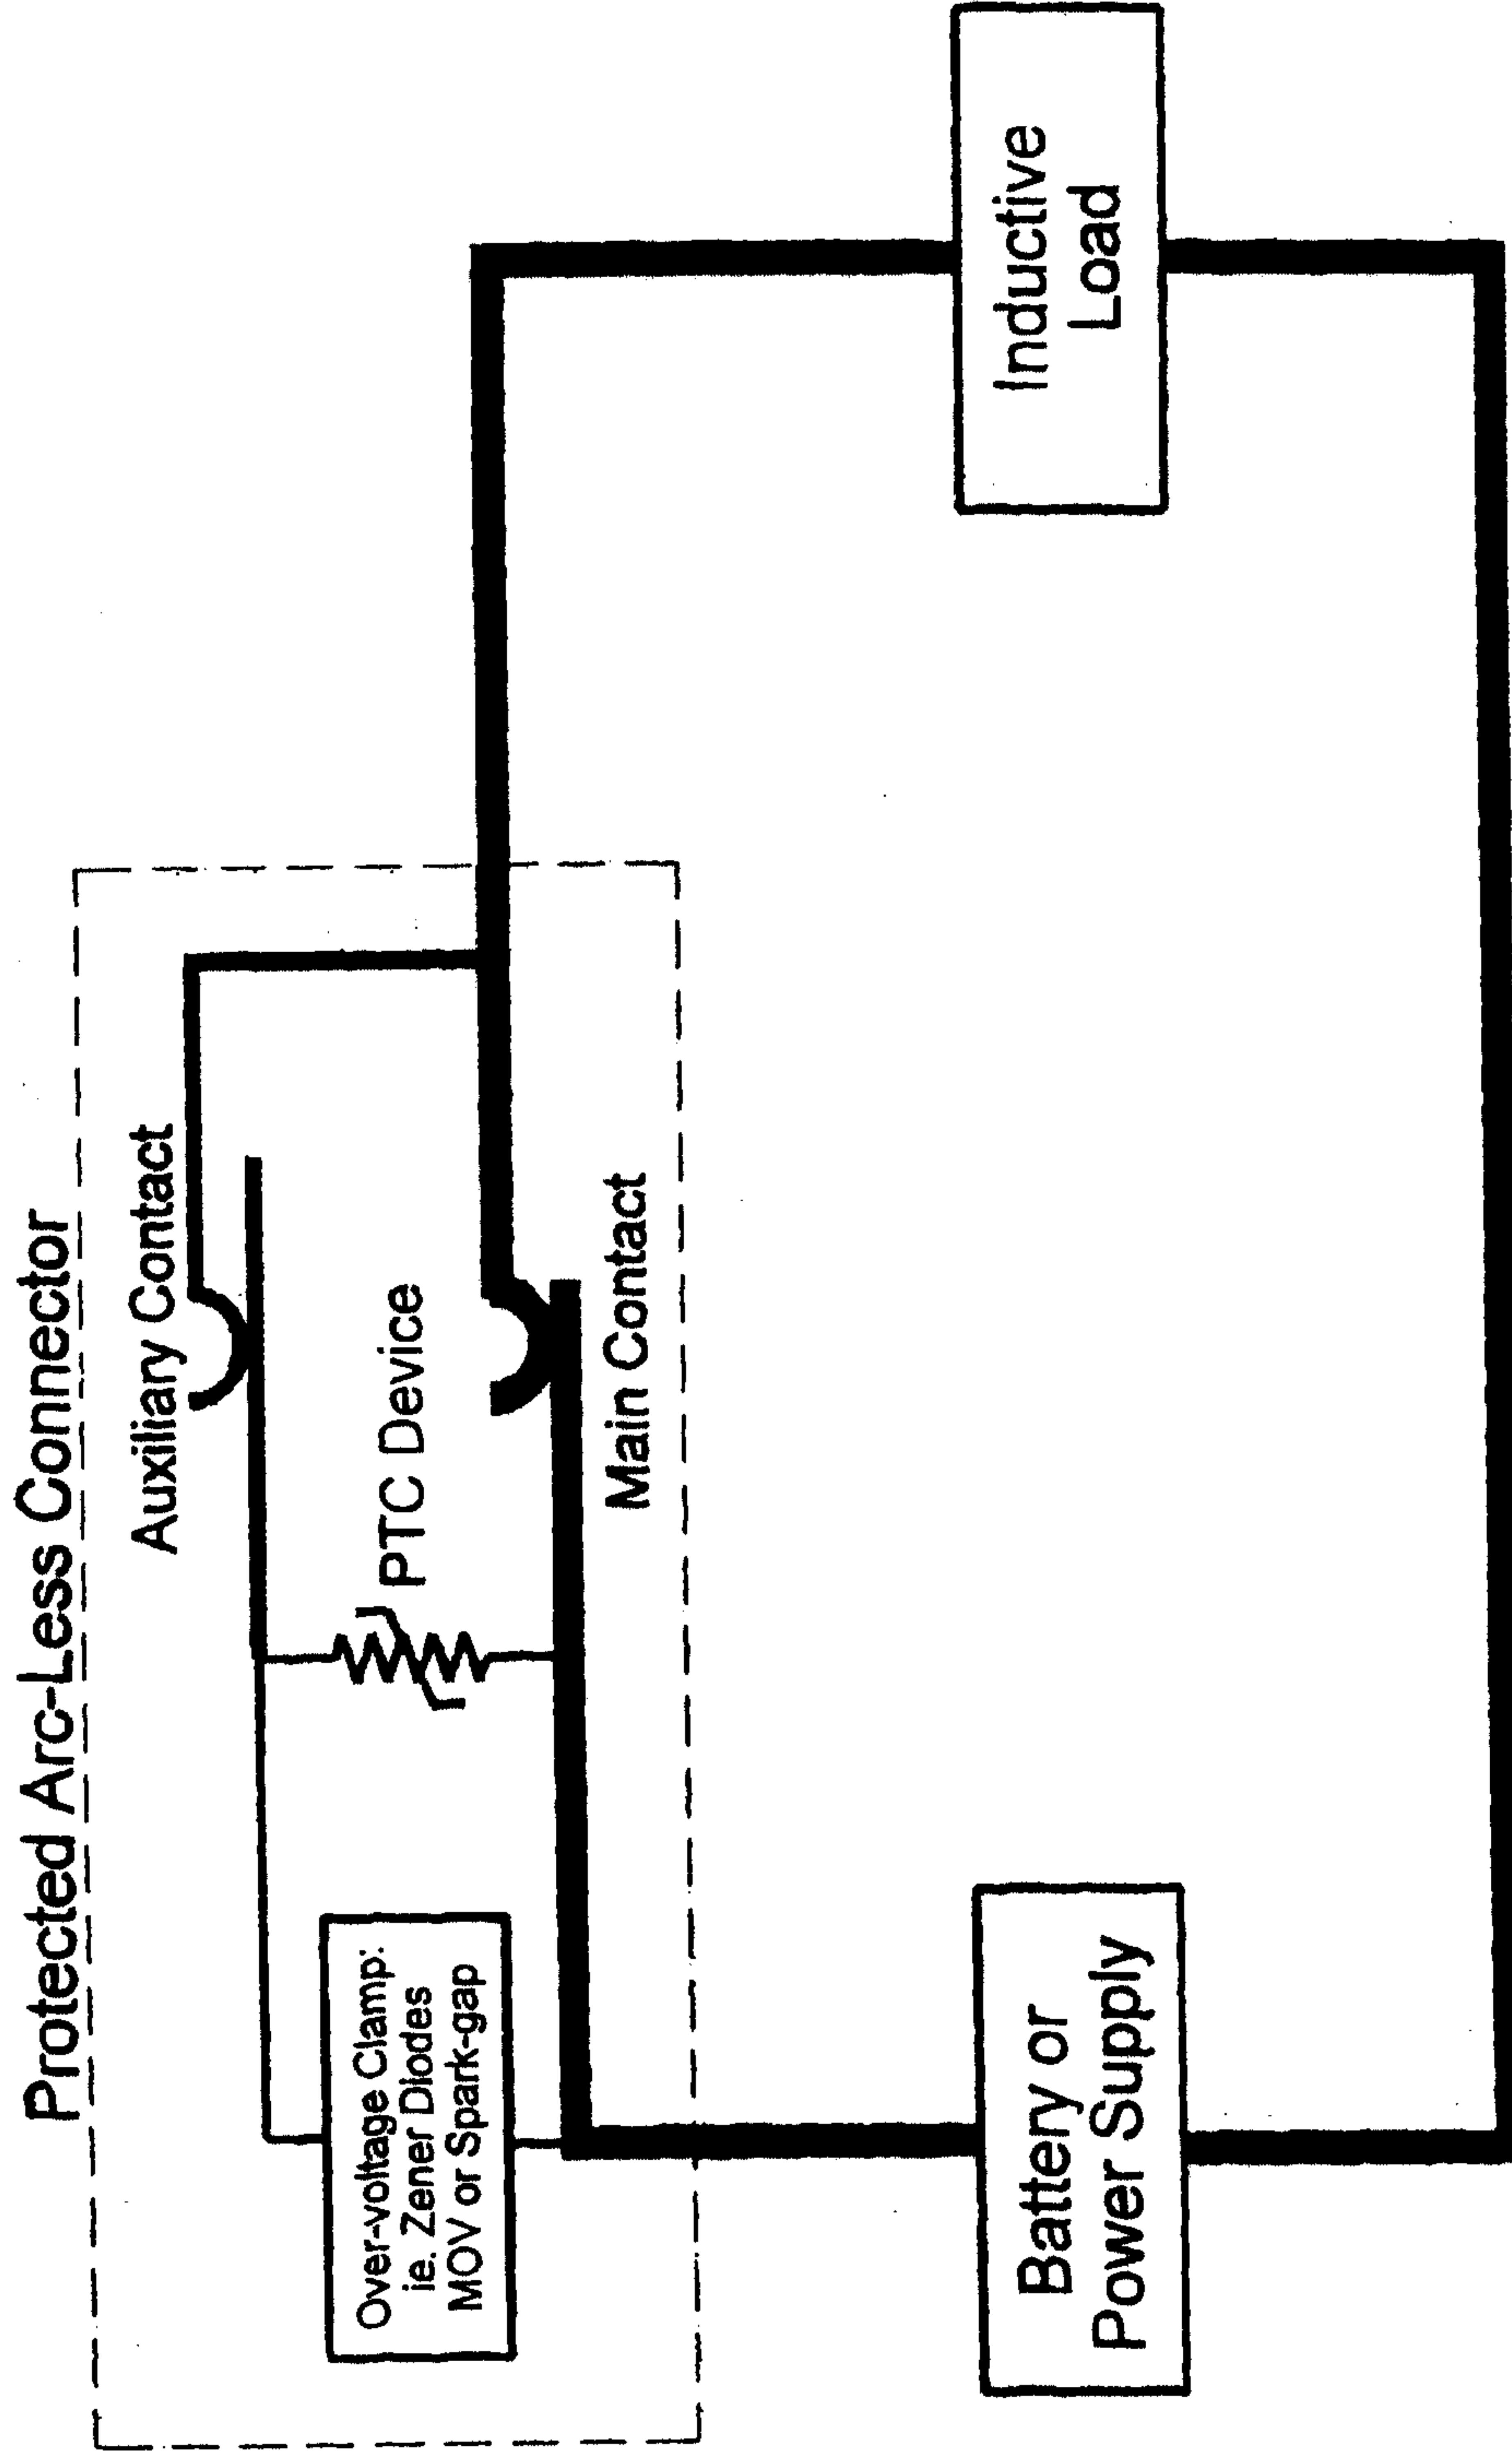 Protected Arc-Less Connector
Auxiliary Contact
Over-voltage Clamp:
ie. Zener Diodes
MOV or Spark-gap
PTC Device
Main Contact
Battery or
Power Supply
Inductive
Load